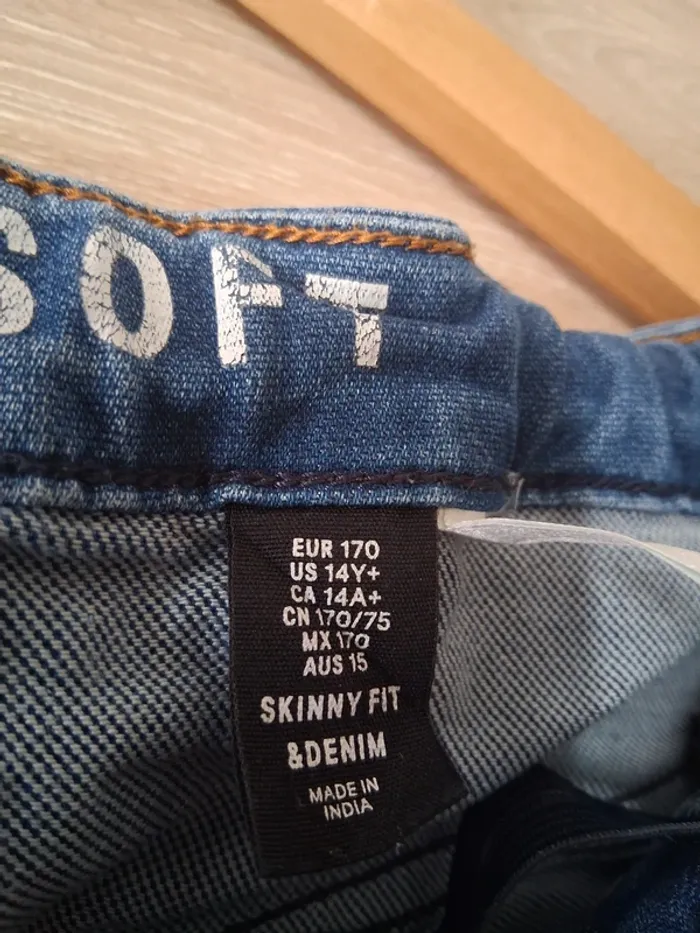 SOFT
EUR 170
US 14Y+
CA 14A+
CN 170/75
MX 170
AUS 15
SKINNY FIT
&DENIM
MADE IN
INDIA